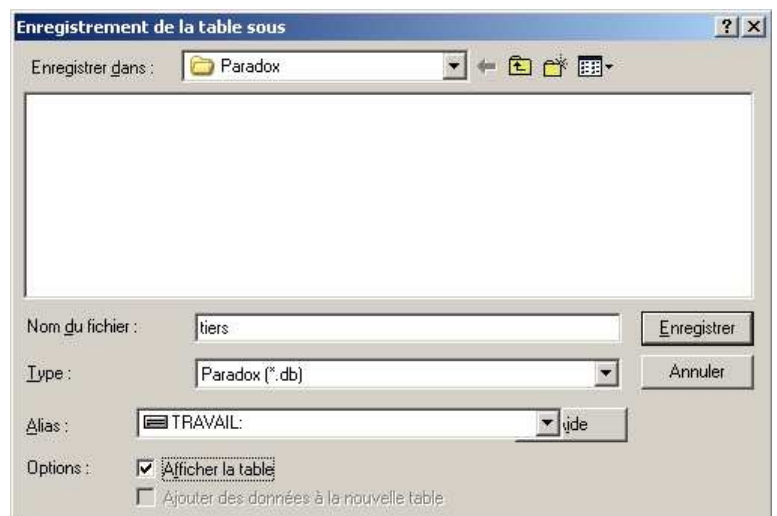 Enregistrement de la table sous
Enregistrer dans :
Paradox
Nom du fichier :
tiers
Enregistrer
Type :
Paradox (*.db)
Annuler
Alias :
TRAVAIL:
ide
Options :
Afficher la table
Ajouter des données à la nouvelle table